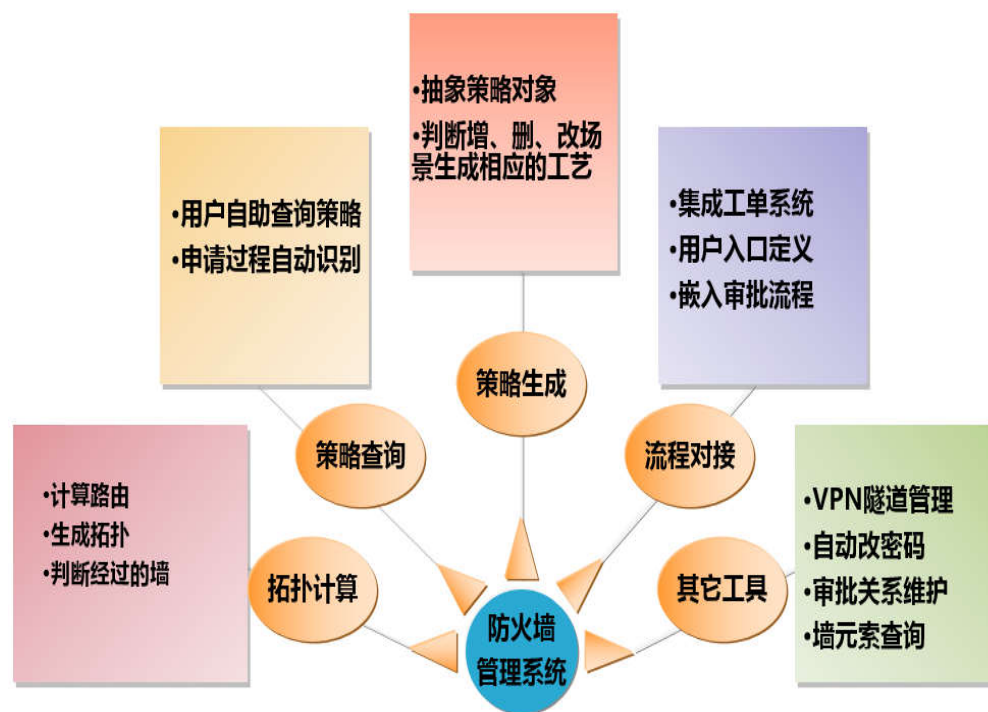 •抽象策略对象
•判断增、删、改场
景生成相应的工艺
•用户自助查询策略
•申请过程自动识别
•集成工单系统
•用户入口定义
•嵌入审批流程
策略生成
策略查询
流程对接
•计算路由
•生成拓扑
•判断经过的墙
•VPN隧道管理
•自动改密码
•审批关系维护
•墙元素查询
拓扑计算
其它工具
防火墙
管理系统